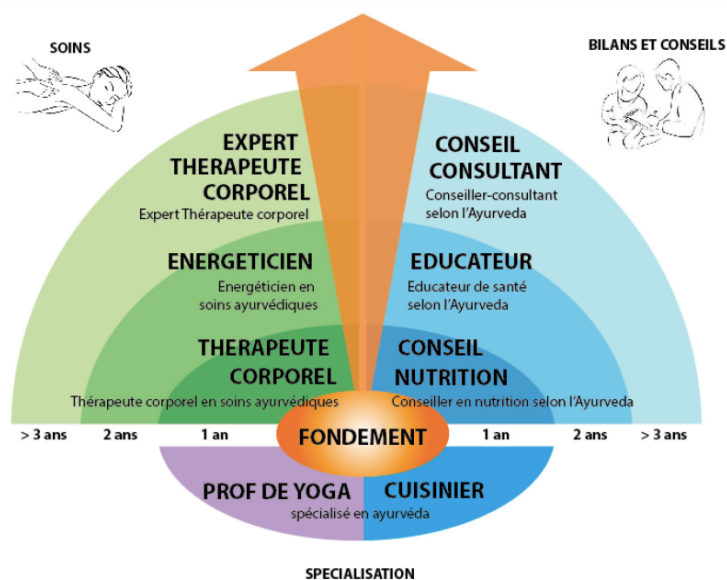 SOINS
BILANS ET CONSEILS
EXPERT
THERAPEUTE
CORPOREL
Expert Thérapeute corporel
CONSEIL
CONSULTANT
Conseiller-consultant
selon l'Ayurveda
ENERGETICIEN
Energéticien en
soins ayurvédiques
EDUCATEUR
Educateur de santé
selon l'Ayurveda
THERAPEUTE
CORPOREL
Thérapeute corporel en soins ayurvédiques
CONSEIL
NUTRITION
Conseiller en nutrition selon l'Ayurveda
> 3 ans 2 ans 1 an FONDEMENT 1 an 2 ans > 3 ans
PROF DE YOGA CUISINIER
spécialisé en ayurvéda
SPECIALISATION